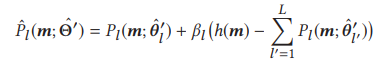 P̂_l(m; Θ̂′) = P_l(m; θ̂′_l) + β_l(h(m) − ∑_{l′=1}^{L} P_l(m; θ̂′_{l′}))